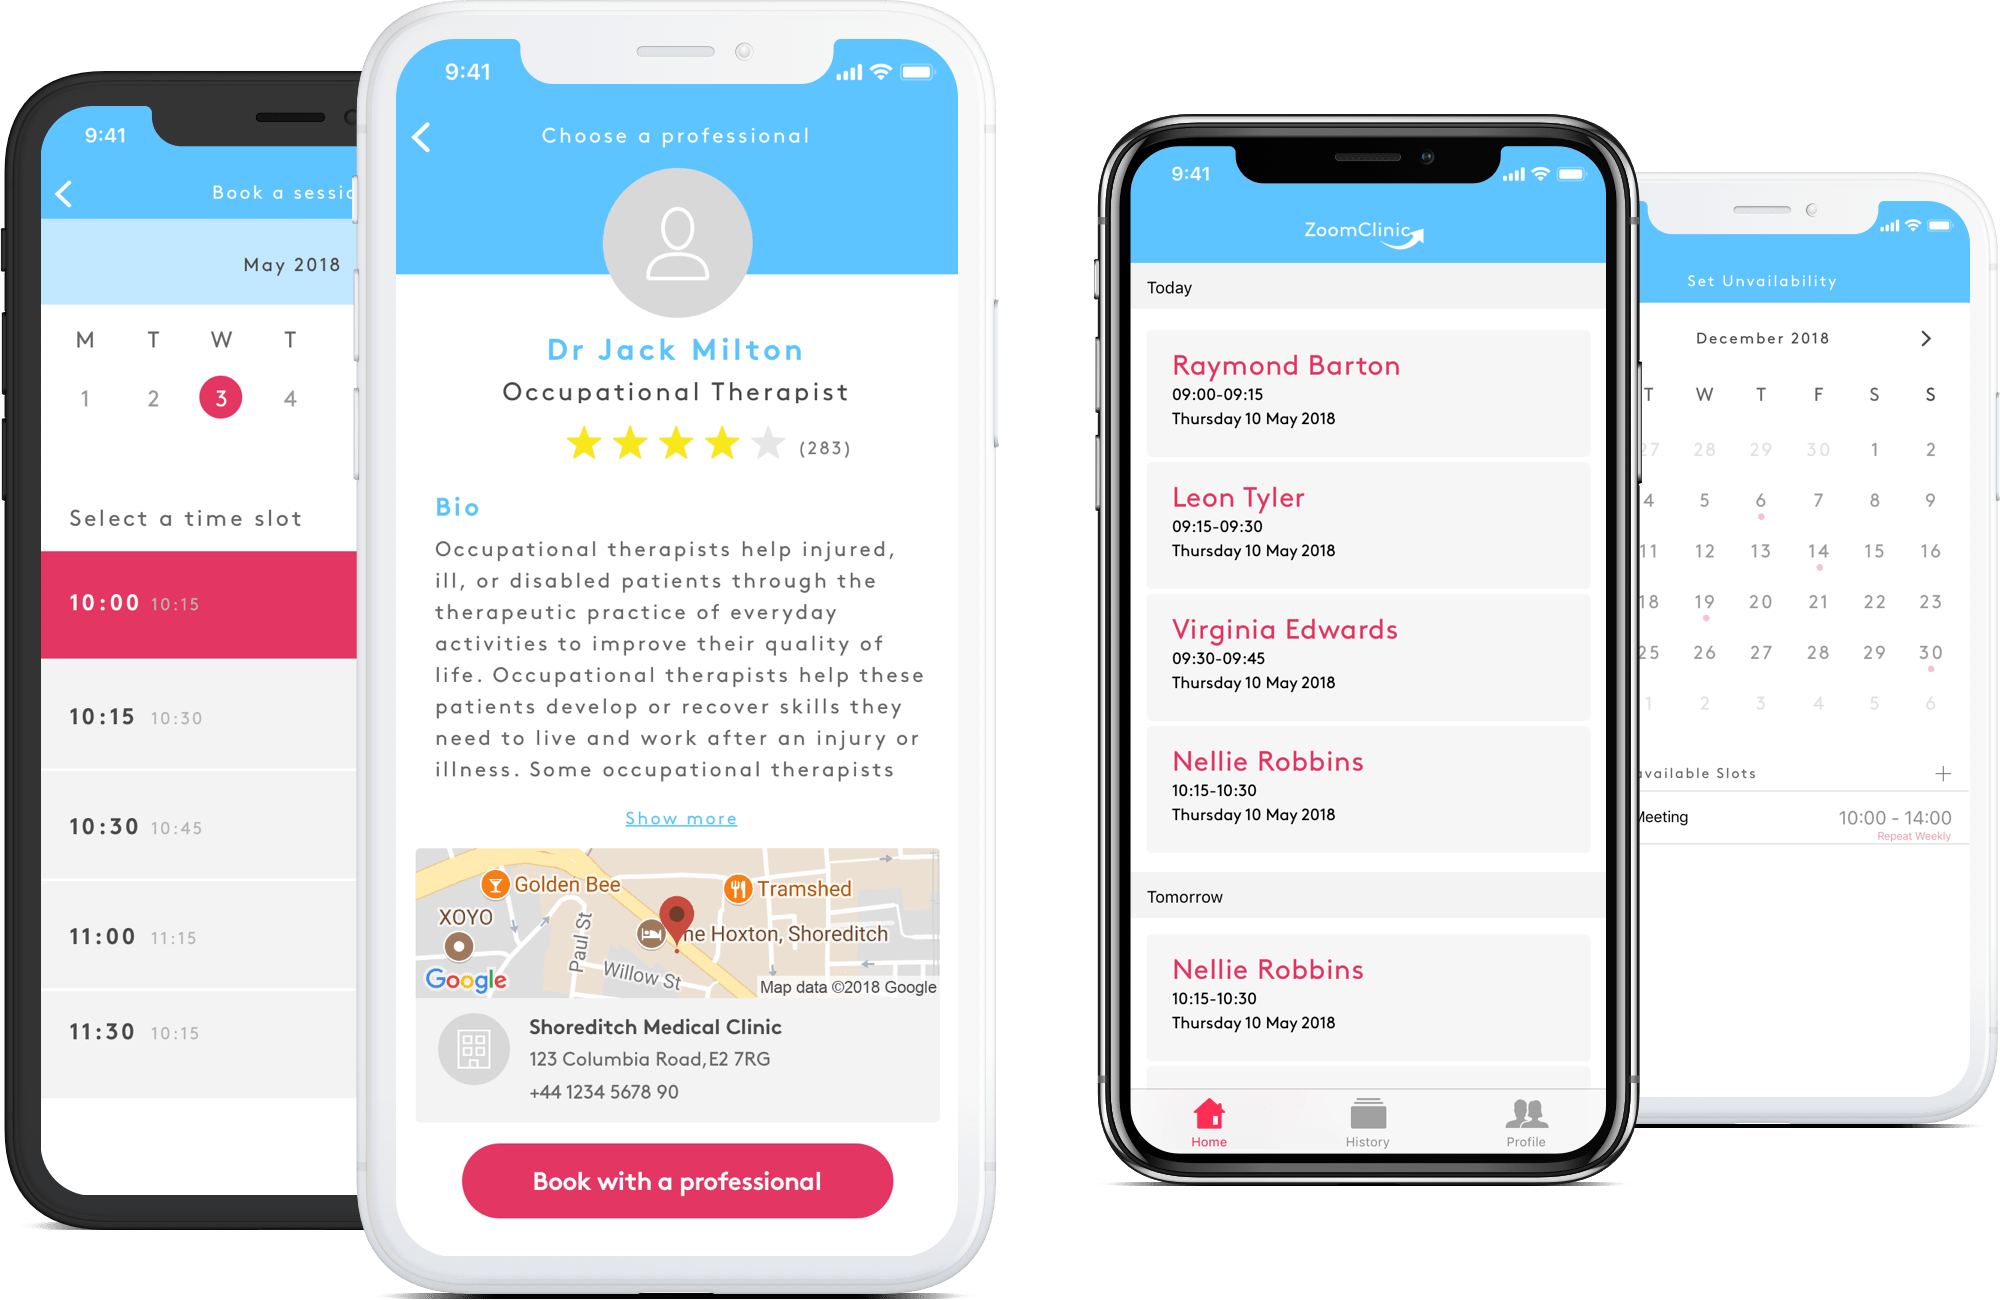 9:41
Book a sessio
May 2018
M T W T
1 2 3 4
Select a time slot
10:00 10:15
10:15 10:30
10:30 10:45
11:00 11:15
11:30 10:15
9:41
Choose a professional
Dr Jack Milton
Occupational Therapist
(283)
Bio
Occupational therapists help injured,
ill, or disabled patients through the
therapeutic practice of everyday
activities to improve their quality of
life. Occupational therapists help these
patients develop or recover skills they
need to live and work after an injury or
illness. Some occupational therapists
Show more
Golden Bee
Tramshed
XOYO
Paul St
he Hoxton, Shoreditch
Willow St
Google
Map data ©2018 Google
Shoreditch Medical Clinic
123 Columbia Road,E2 7RG
+44 1234 5678 90
Book with a professional
9:41
ZoomClinic
Today
Raymond Barton
09:00-09:15
Thursday 10 May 2018
Leon Tyler
09:15-09:30
Thursday 10 May 2018
Virginia Edwards
09:30-09:45
Thursday 10 May 2018
Nellie Robbins
10:15-10:30
Thursday 10 May 2018
Tomorrow
Nellie Robbins
10:15-10:30
Thursday 10 May 2018
Home History Profile
Set Unvailability
December 2018
T W T F S S
27 28 29 30 1 2
4 5 6 7 8 9
11 12 13 14 15 16
18 19 20 21 22 23
25 26 27 28 29 30
1 2 3 4 5 6
available Slots
Meeting 10:00 - 14:00
Repeat Weekly